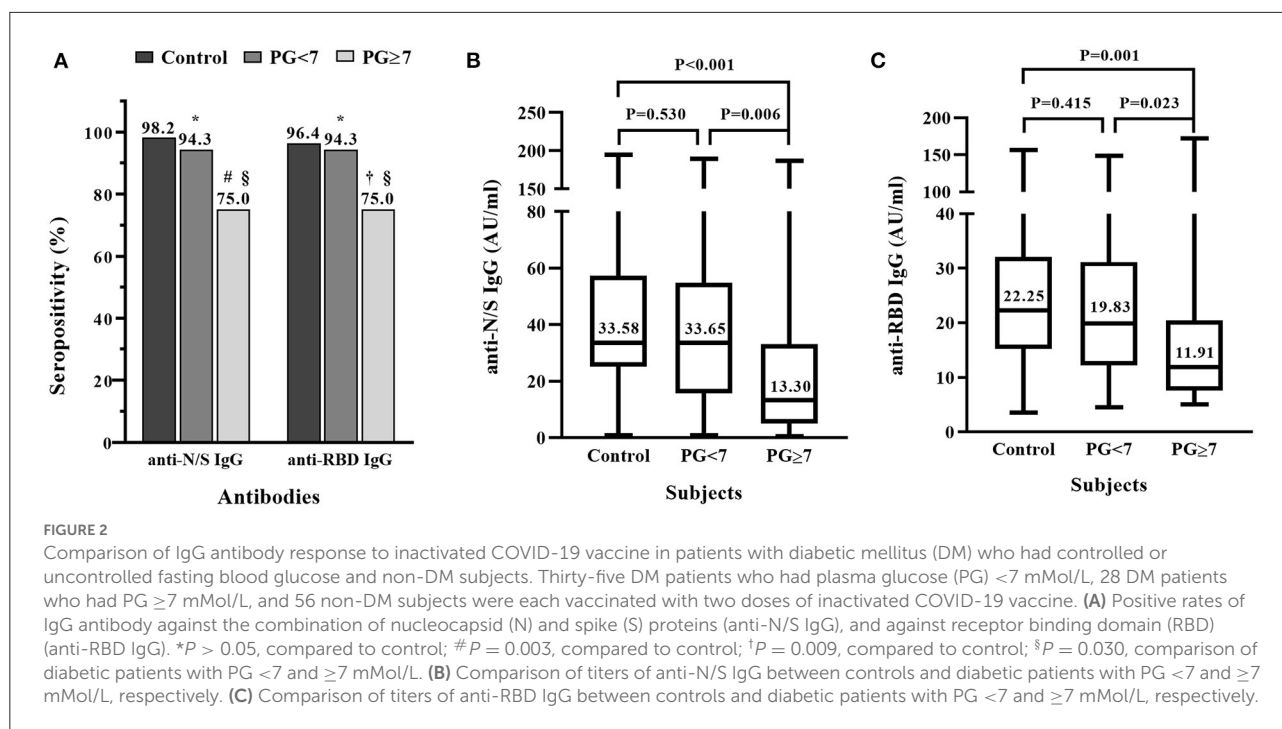 A
Control PG<7 PG≥7
Seropositivity (%)
100
80
60
40
20
0
98.2
*
94.3
# §
75.0
96.4
*
94.3
† §
75.0
anti-N/S IgG
anti-RBD IgG
Antibodies
B
P<0.001
P=0.530
P=0.006
anti-N/S IgG (AU/ml)
250
200
150
80
60
40
20
0
33.58
33.65
13.30
Control
PG<7
PG≥7
Subjects
C
P=0.001
P=0.415
P=0.023
anti-RBD IgG (AU/ml)
200
150
100
40
30
20
10
0
22.25
19.83
11.91
Control
PG<7
PG≥7
Subjects
FIGURE 2
Comparison of IgG antibody response to inactivated COVID-19 vaccine in patients with diabetic mellitus (DM) who had controlled or
uncontrolled fasting blood glucose and non-DM subjects. Thirty-five DM patients who had plasma glucose (PG) <7 mMol/L, 28 DM patients
who had PG ≥7 mMol/L, and 56 non-DM subjects were each vaccinated with two doses of inactivated COVID-19 vaccine. (A) Positive rates of
IgG antibody against the combination of nucleocapsid (N) and spike (S) proteins (anti-N/S IgG), and against receptor binding domain (RBD)
(anti-RBD IgG). *P > 0.05, compared to control; #P = 0.003, compared to control; †P = 0.009, compared to control; §P = 0.030, comparison of
diabetic patients with PG <7 and ≥7 mMol/L. (B) Comparison of titers of anti-N/S IgG between controls and diabetic patients with PG <7 and ≥7
mMol/L, respectively. (C) Comparison of titers of anti-RBD IgG between controls and diabetic patients with PG <7 and ≥7 mMol/L, respectively.